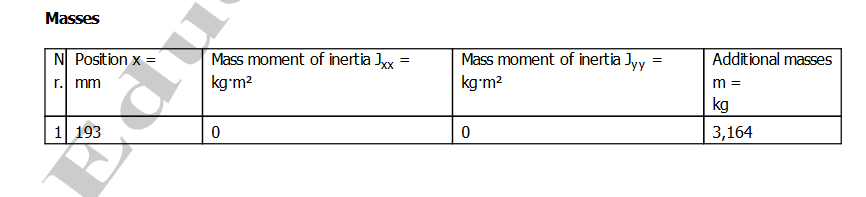 Masses
Nr. Position x = mm Mass moment of inertia Jxx = kg·m² Mass moment of inertia Jyy = kg·m² Additional masses m = kg
1 193 0 0 3,164
Edu